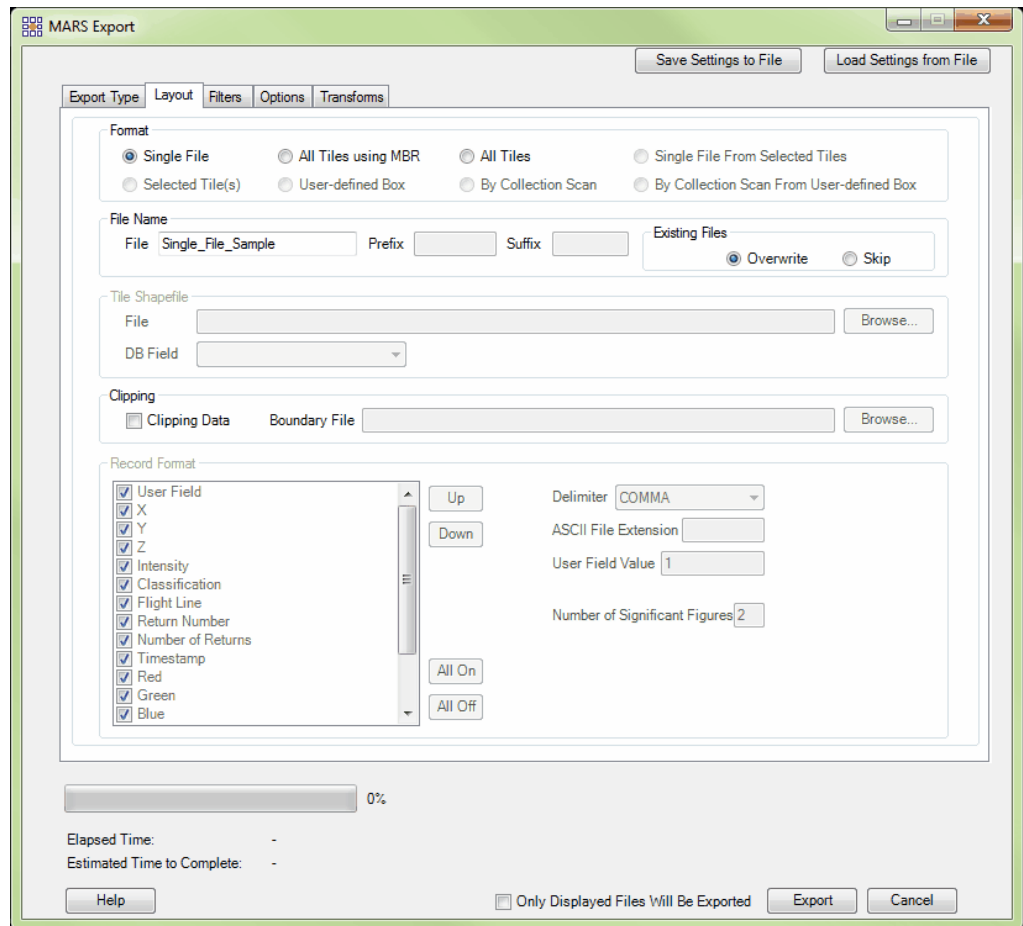 MARS Export
Save Settings to File Load Settings from File
Export Type Layout Filters Options Transforms
Format
Single File All Tiles using MBR All Tiles Single File From Selected Tiles
Selected Tile(s) User-defined Box By Collection Scan By Collection Scan From User-defined Box
File Name
File Single_File_Sample Prefix Suffix
Existing Files
Overwrite Skip
Tile Shapefile
File Browse...
DB Field
Clipping
Clipping Data Boundary File Browse...
Record Format
User Field
X
Y
Z
Intensity
Classification
Flight Line
Return Number
Number of Returns
Timestamp
Red
Green
Blue
Up
Down
All On
All Off
Delimiter COMMA
ASCII File Extension
User Field Value 1
Number of Significant Figures 2
0%
Elapsed Time: -
Estimated Time to Complete: -
Help Only Displayed Files Will Be Exported Export Cancel